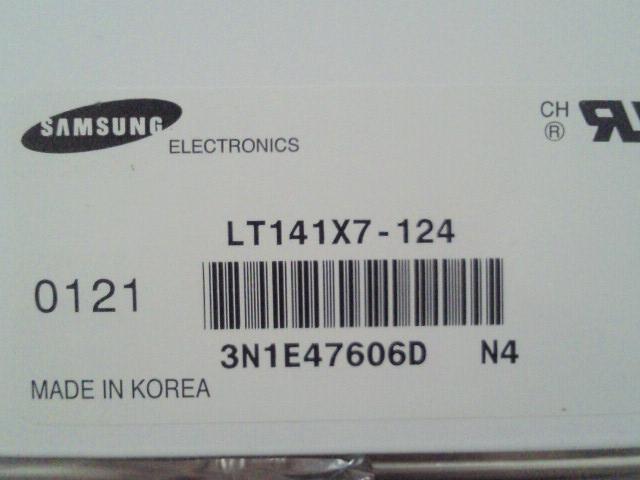 SAMSUNG
ELECTRONICS
CH
®
LT141X7-124
0121
3N1E47606D N4
MADE IN KOREA